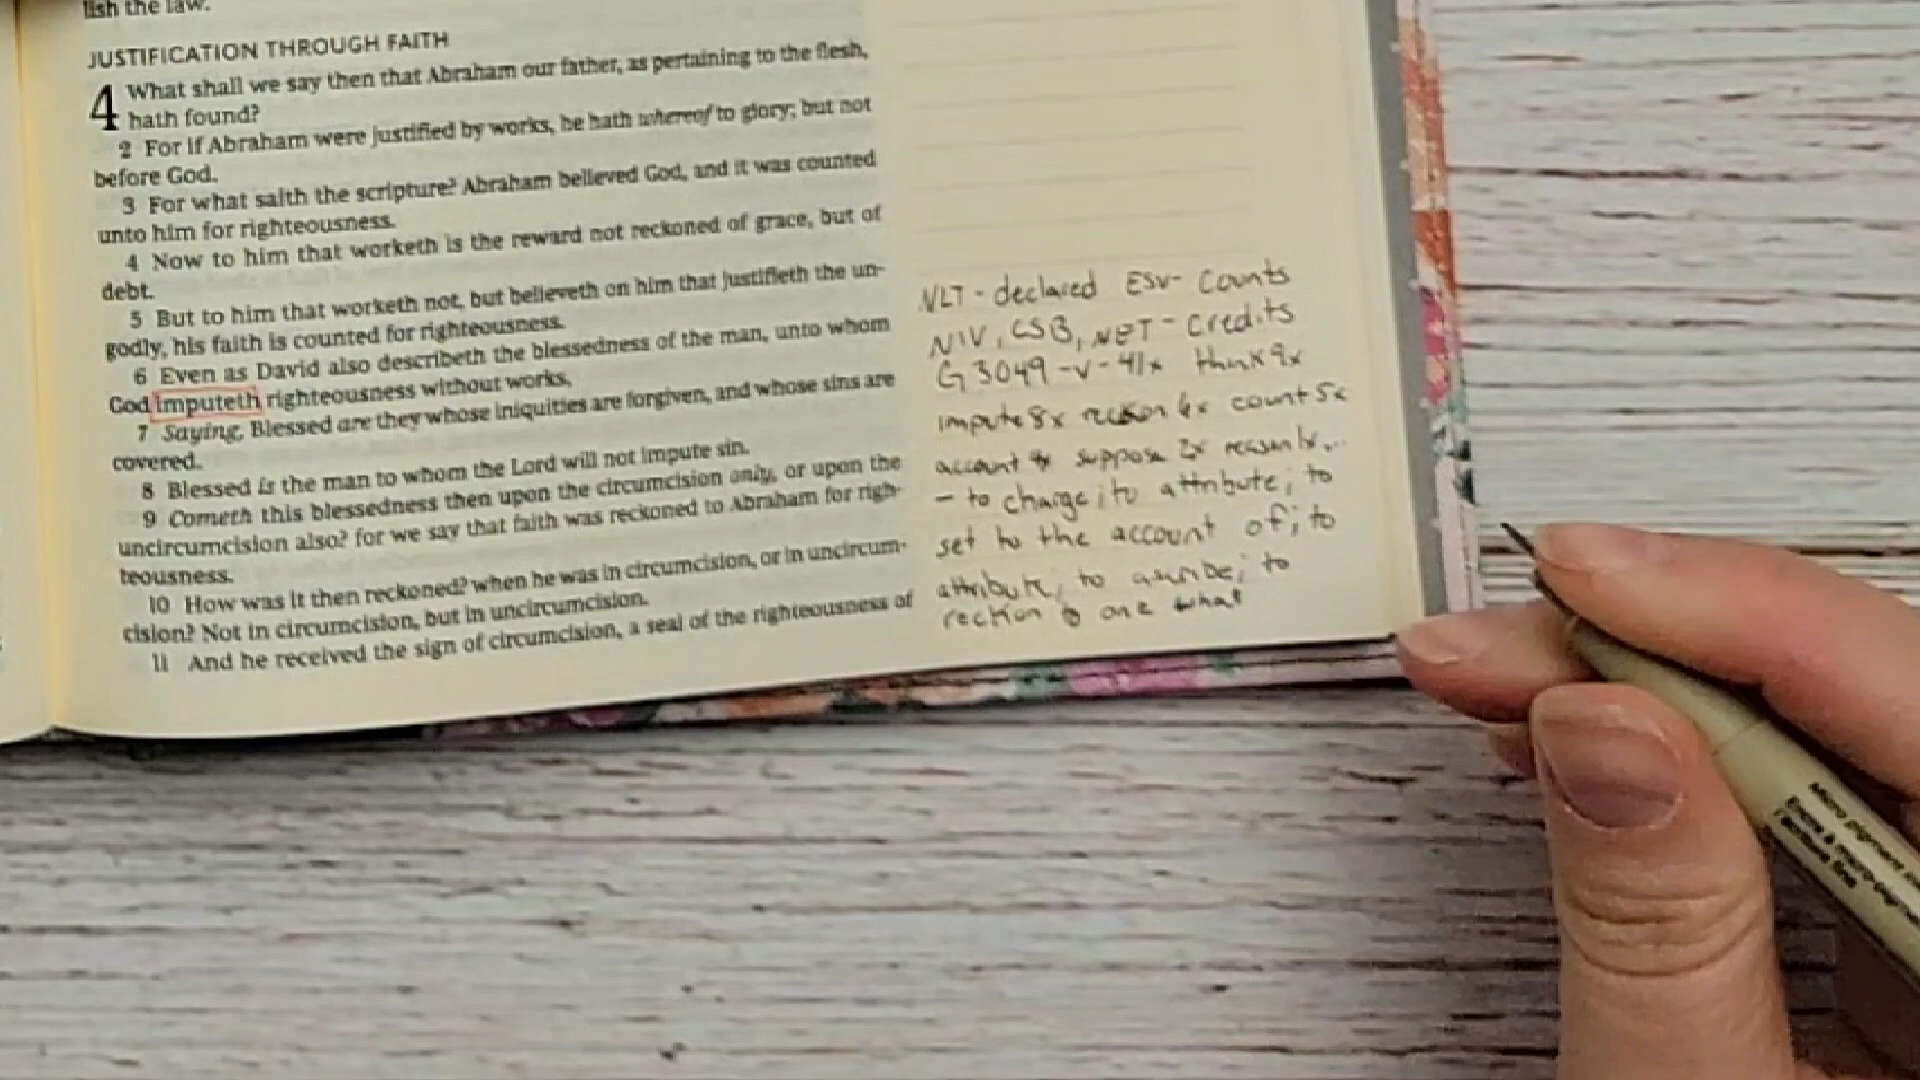 lish the law.
JUSTIFICATION THROUGH FAITH
4 What shall we say then that Abraham our father, as pertaining to the flesh,
hath found?
2 For if Abraham were justified by works, he hath whereof to glory; but not
before God.
3 For what saith the scripture? Abraham believed God, and it was counted
unto him for righteousness.
4 Now to him that worketh is the reward not reckoned of grace, but of
debt.
5 But to him that worketh not, but believeth on him that justifieth the un-
godly, his faith is counted for righteousness.
6 Even as David also describeth the blessedness of the man, unto whom
God imputeth righteousness without works,
7 Saying, Blessed are they whose iniquities are forgiven, and whose sins are
covered.
8 Blessed is the man to whom the Lord will not impute sin.
9 Cometh this blessedness then upon the circumcision only, or upon the
uncircumcision also? for we say that faith was reckoned to Abraham for righ-
teousness.
10 How was it then reckoned? when he was in circumcision, or in uncircum-
cision? Not in circumcision, but in uncircumcision.
11 And he received the sign of circumcision, a seal of the righteousness of
NLT - declared ESV - Counts
NIV, CSB, NET - Credits
G3049 - v - 41x think 9x
impute 8x reckon 6x count 5x
account suppose 2x reason 1x...
- to charge; to attribute; to
set to the account of; to
attribute; to ascribe; to
reckon to one what
Micro pigment